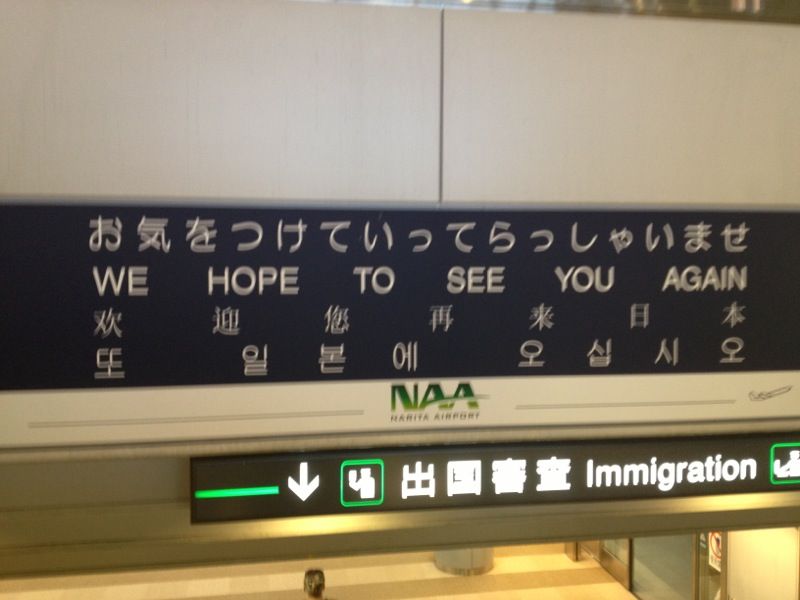 お気をつけていってらっしゃいませ
WE HOPE TO SEE YOU AGAIN
欢迎您再来日本
또 일본에 오십시오
NAA
NARITA AIRPORT
出国審査 Immigration